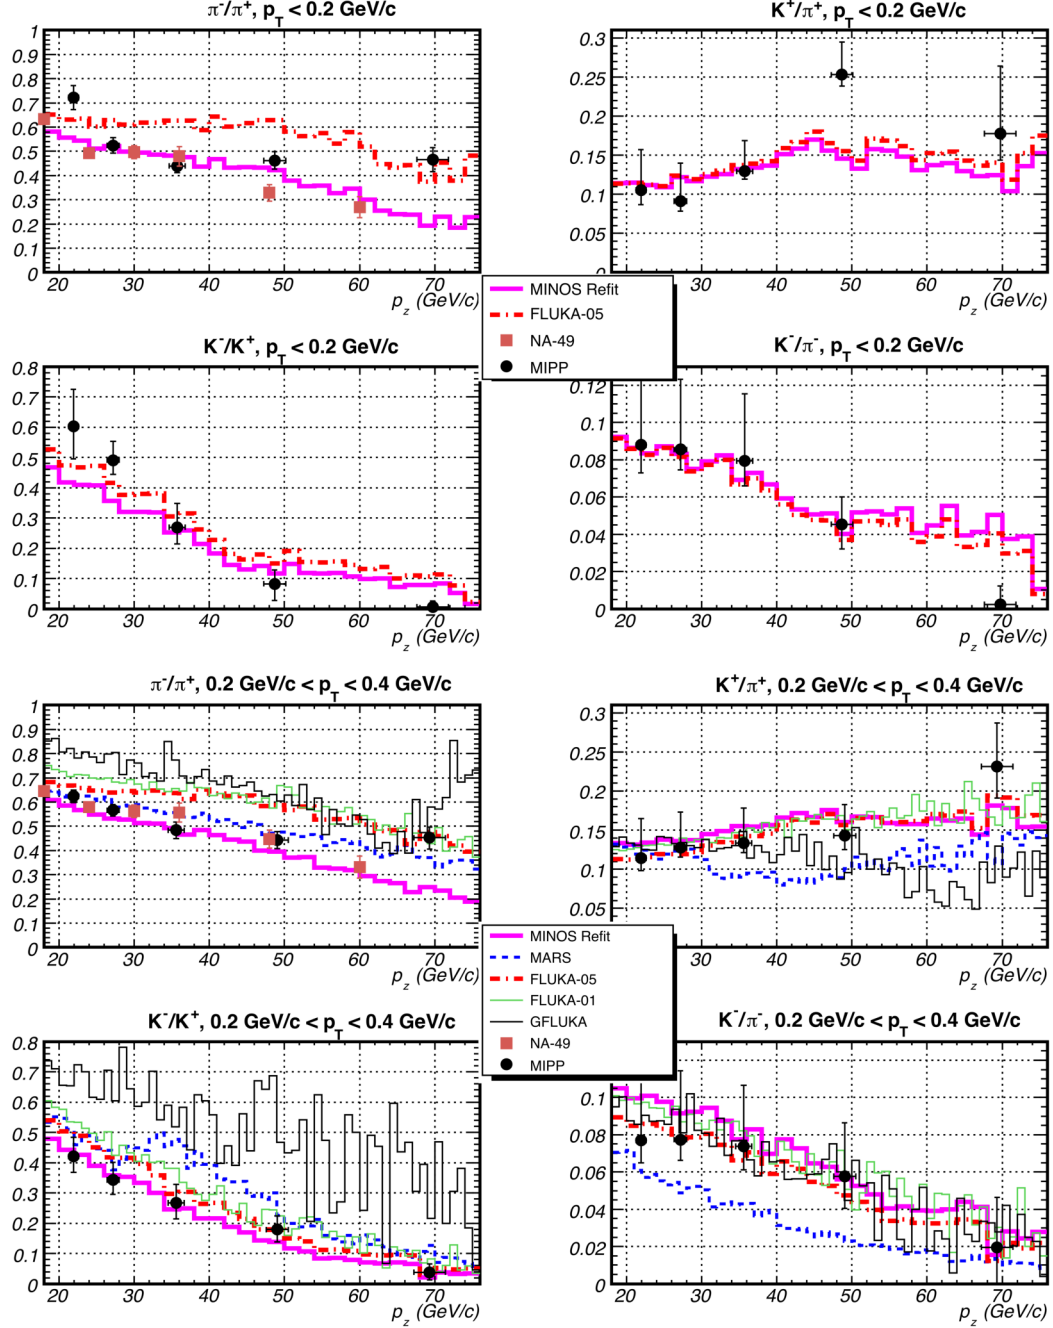 π⁻/π⁺, p_T < 0.2 GeV/c
1
0.9
0.8
0.7
0.6
0.5
0.4
0.3
0.2
0.1
0
20 30 40 50 60 70
p_z (GeV/c)
K⁺/π⁺, p_T < 0.2 GeV/c
0.3
0.25
0.2
0.15
0.1
0.05
0
20 30 40 50 60 70
p_z (GeV/c)
MINOS Refit
FLUKA-05
NA-49
MIPP
K⁻/K⁺, p_T < 0.2 GeV/c
0.8
0.7
0.6
0.5
0.4
0.3
0.2
0.1
0
20 30 40 50 60 70
p_z (GeV/c)
K⁻/π⁻, p_T < 0.2 GeV/c
0.12
0.1
0.08
0.06
0.04
0.02
0
20 30 40 50 60 70
p_z (GeV/c)
π⁻/π⁺, 0.2 GeV/c < p_T < 0.4 GeV/c
1
0.9
0.8
0.7
0.6
0.5
0.4
0.3
0.2
0.1
0
20 30 40 50 60 70
p_z (GeV/c)
K⁺/π⁺, 0.2 GeV/c < p_T < 0.4 GeV/c
0.3
0.25
0.2
0.15
0.1
0.05
20 30 40 50 60 70
p_z (GeV/c)
MINOS Refit
MARS
FLUKA-05
FLUKA-01
GFLUKA
NA-49
MIPP
K⁻/K⁺, 0.2 GeV/c < p_T < 0.4 GeV/c
0.8
0.7
0.6
0.5
0.4
0.3
0.2
0.1
0
20 30 40 50 60 70
p_z (GeV/c)
K⁻/π⁻, 0.2 GeV/c < p_T < 0.4 GeV/c
0.1
0.08
0.06
0.04
0.02
0
20 30 40 50 60 70
p_z (GeV/c)